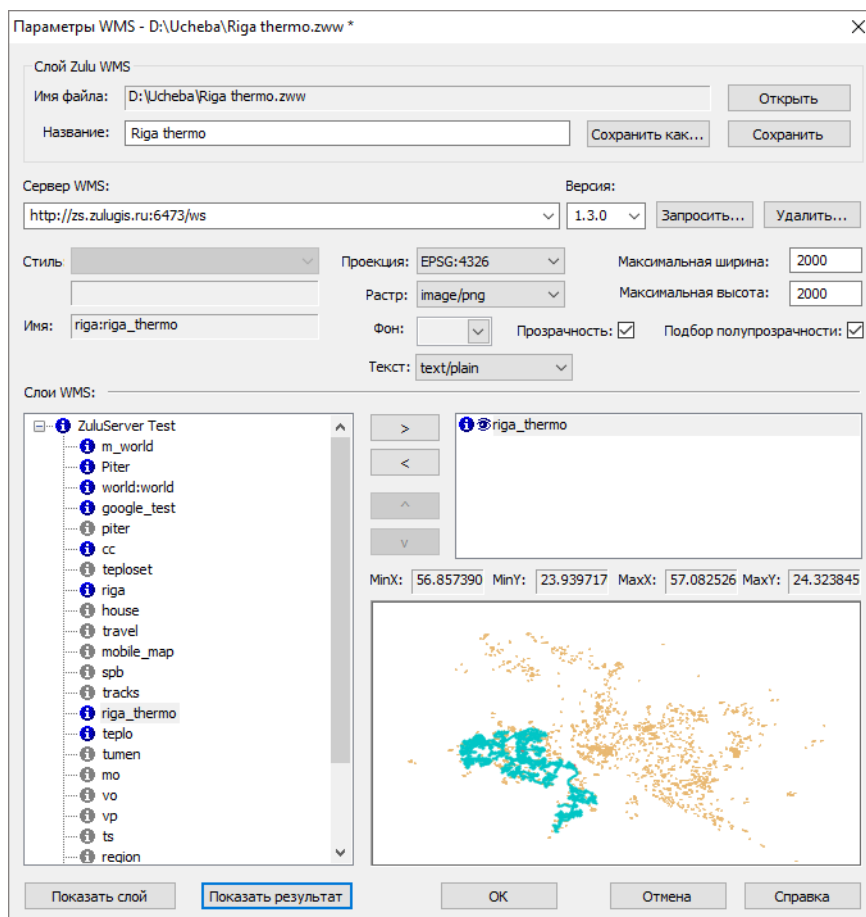 Параметры WMS - D:\Ucheba\Riga thermo.zww *
Слой Zulu WMS
Имя файла: D:\Ucheba\Riga thermo.zww Открыть
Название: Riga thermo Сохранить как... Сохранить
Сервер WMS: Версия:
http://zs.zulugis.ru:6473/ws 1.3.0 Запросить... Удалить...
Стиль Проекция: EPSG:4326 Максимальная ширина: 2000
Растр: image/png Максимальная высота: 2000
Имя: riga:riga_thermo Фон: Прозрачность: Подбор полупрозрачности:
Текст: text/plain
Слои WMS:
ZuluServer Test
m_world
Piter
world:world
google_test
piter
cc
teploset
riga
house
travel
mobile_map
spb
tracks
riga_thermo
teplo
tumen
mo
vo
vp
ts
region
>
<
^
v
riga_thermo
MinX: 56.857390 MinY: 23.939717 MaxX: 57.082526 MaxY: 24.323845
Показать слой Показать результат OK Отмена Справка